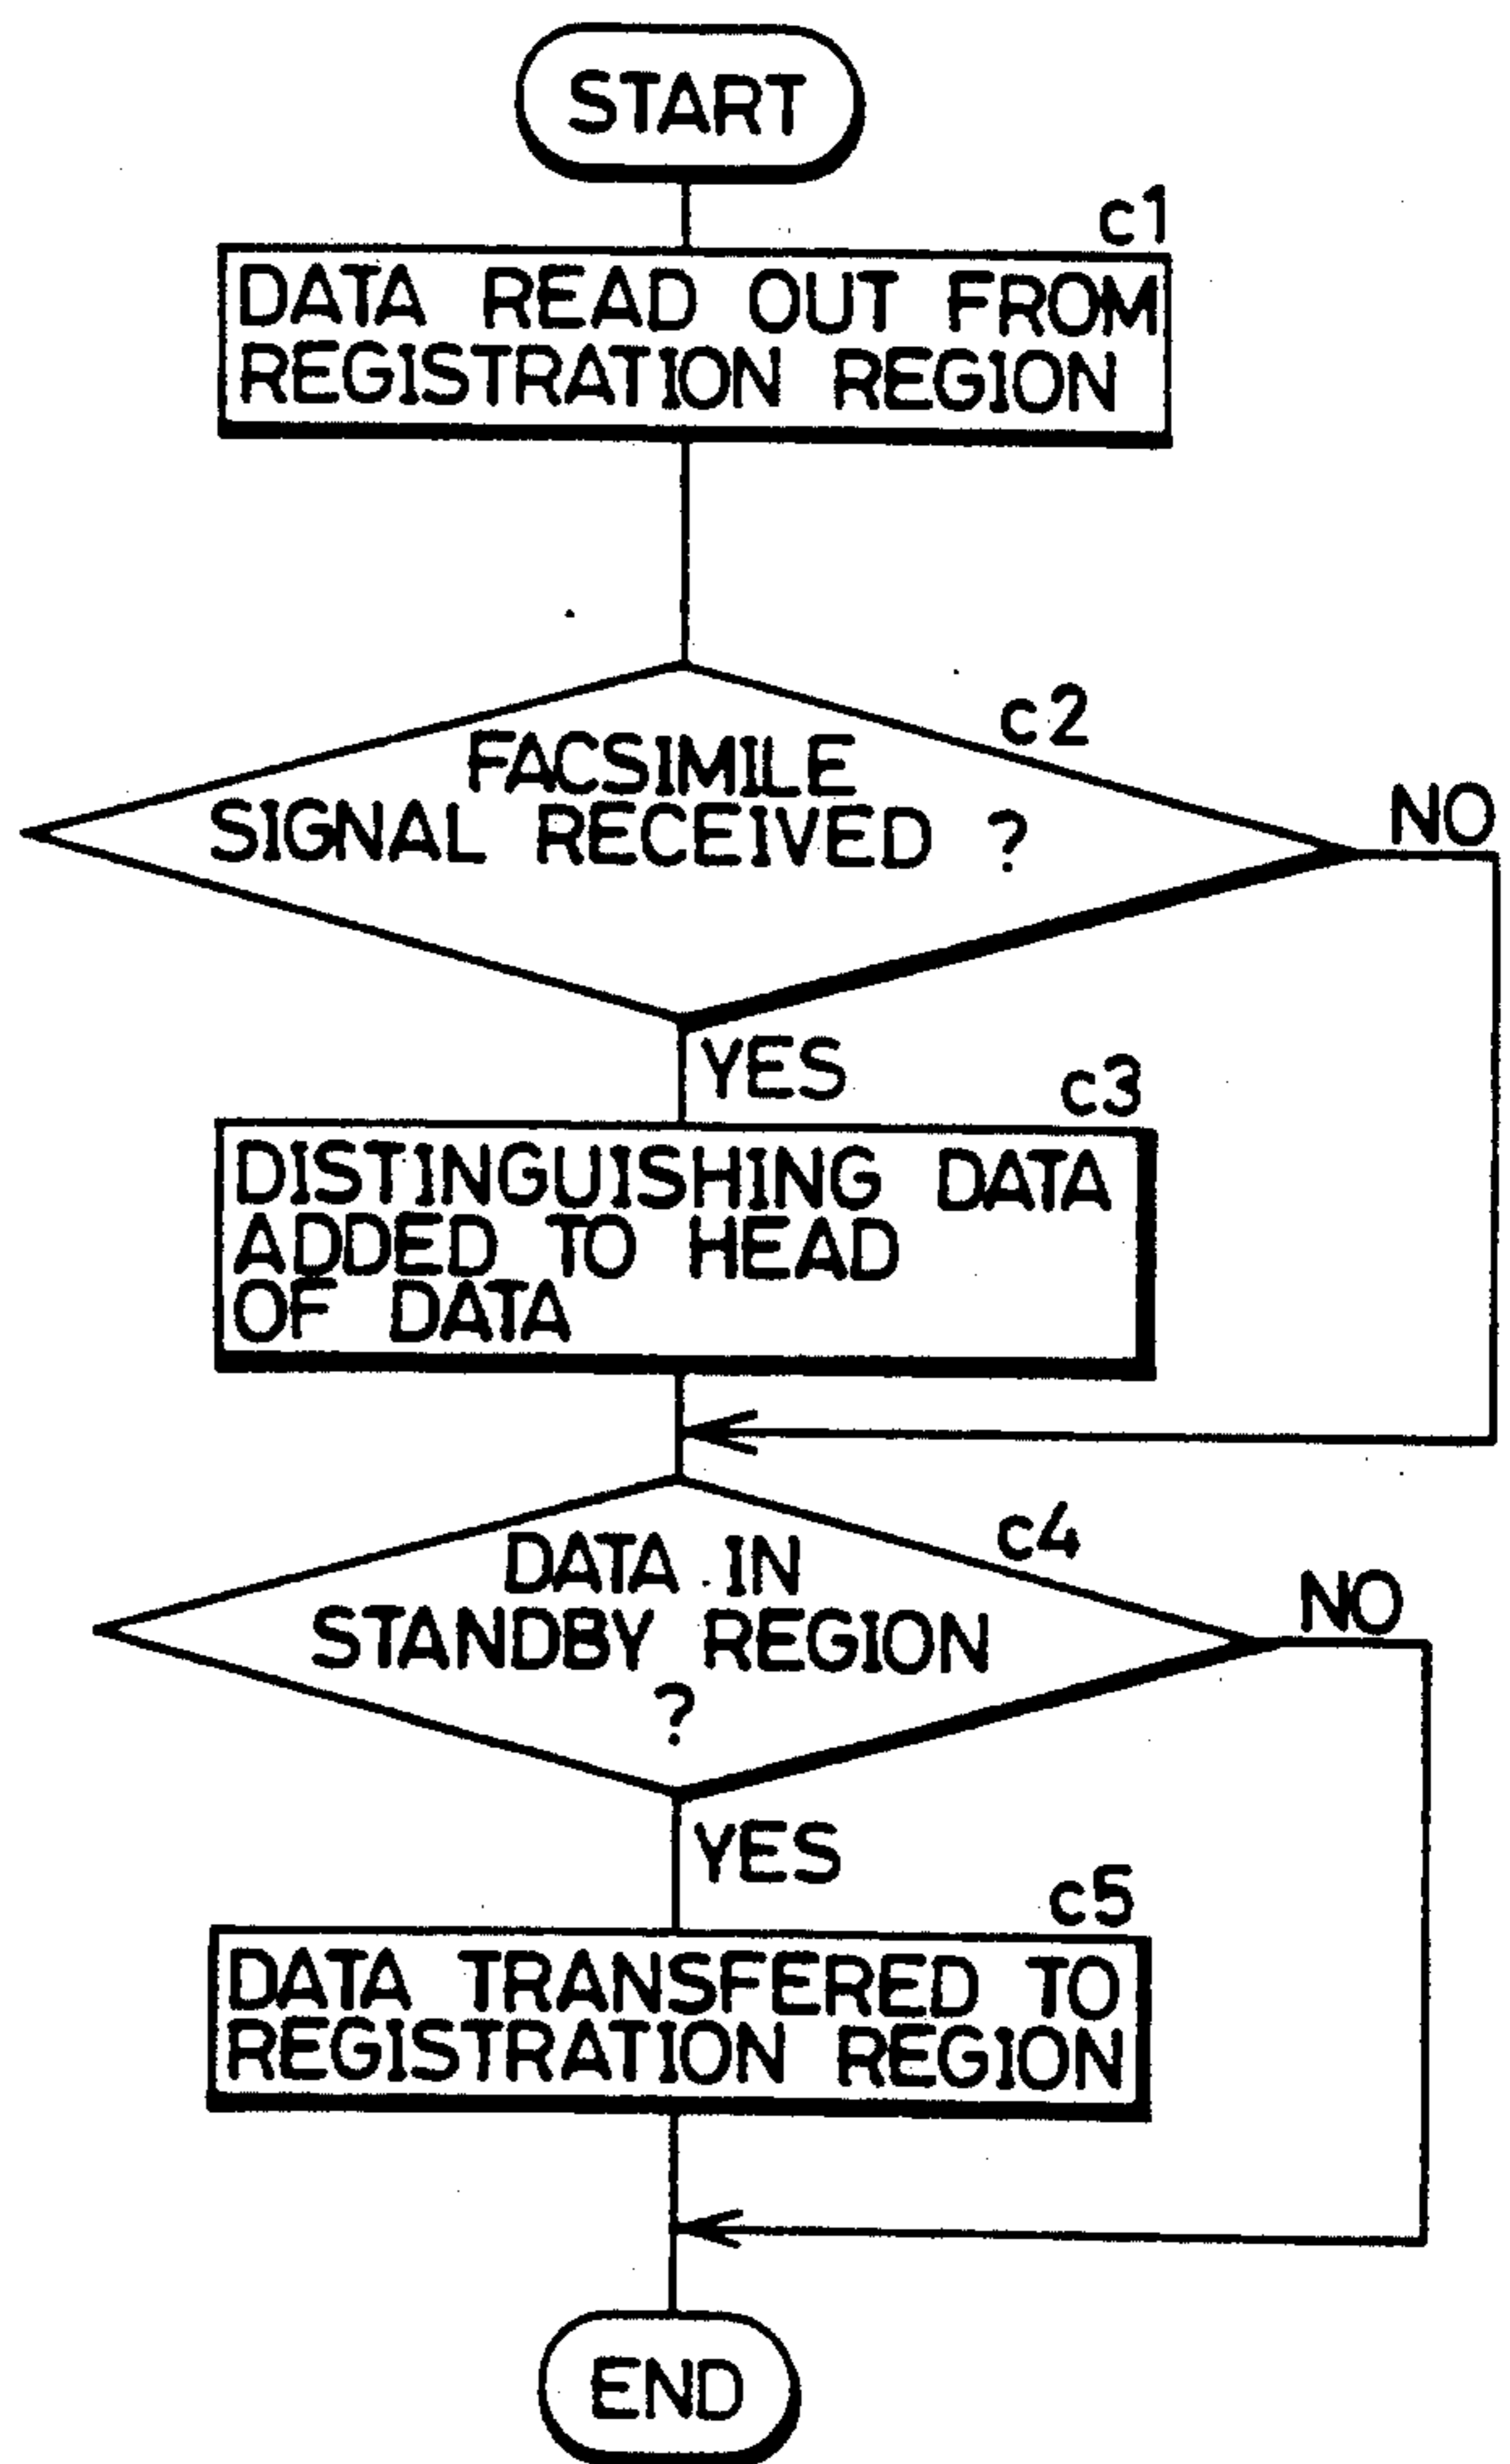 START
c1
DATA READ OUT FROM
REGISTRATION REGION
c2
FACSIMILE
SIGNAL RECEIVED ?
NO
YES
c3
DISTINGUISHING DATA
ADDED TO HEAD
OF DATA
c4
DATA IN
STANDBY REGION
?
NO
YES
c5
DATA TRANSFERED TO
REGISTRATION REGION
END